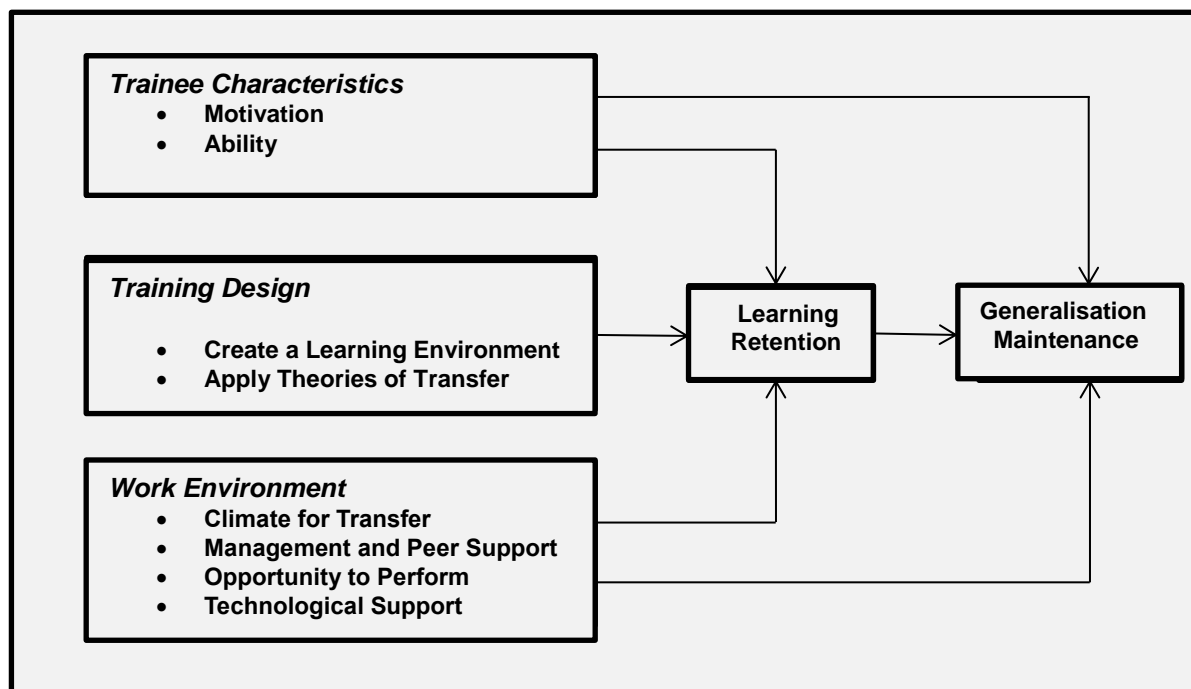 Trainee Characteristics
• Motivation
• Ability
Training Design
• Create a Learning Environment
• Apply Theories of Transfer
Work Environment
• Climate for Transfer
• Management and Peer Support
• Opportunity to Perform
• Technological Support
Learning
Retention
Generalisation
Maintenance